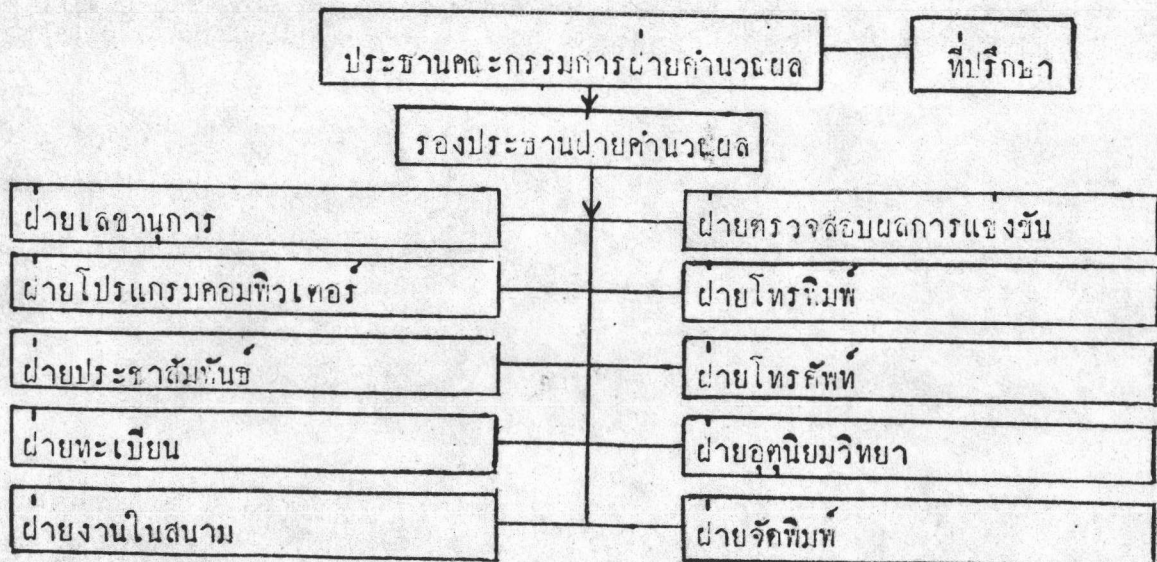 ประธานคณะกรรมการฝ่ายคำนวณผล
ที่ปรึกษา
รองประธานฝ่ายคำนวณผล
ฝ่ายเลขานุการ
ฝ่ายตรวจสอบผลการแข่งขัน
ฝ่ายโปรแกรมคอมพิวเตอร์
ฝ่ายโทรพิมพ์
ฝ่ายประชาสัมพันธ์
ฝ่ายโทรศัพท์
ฝ่ายทะเบียน
ฝ่ายอุตุนิยมวิทยา
ฝ่ายงานในสนาม
ฝ่ายจัดพิมพ์